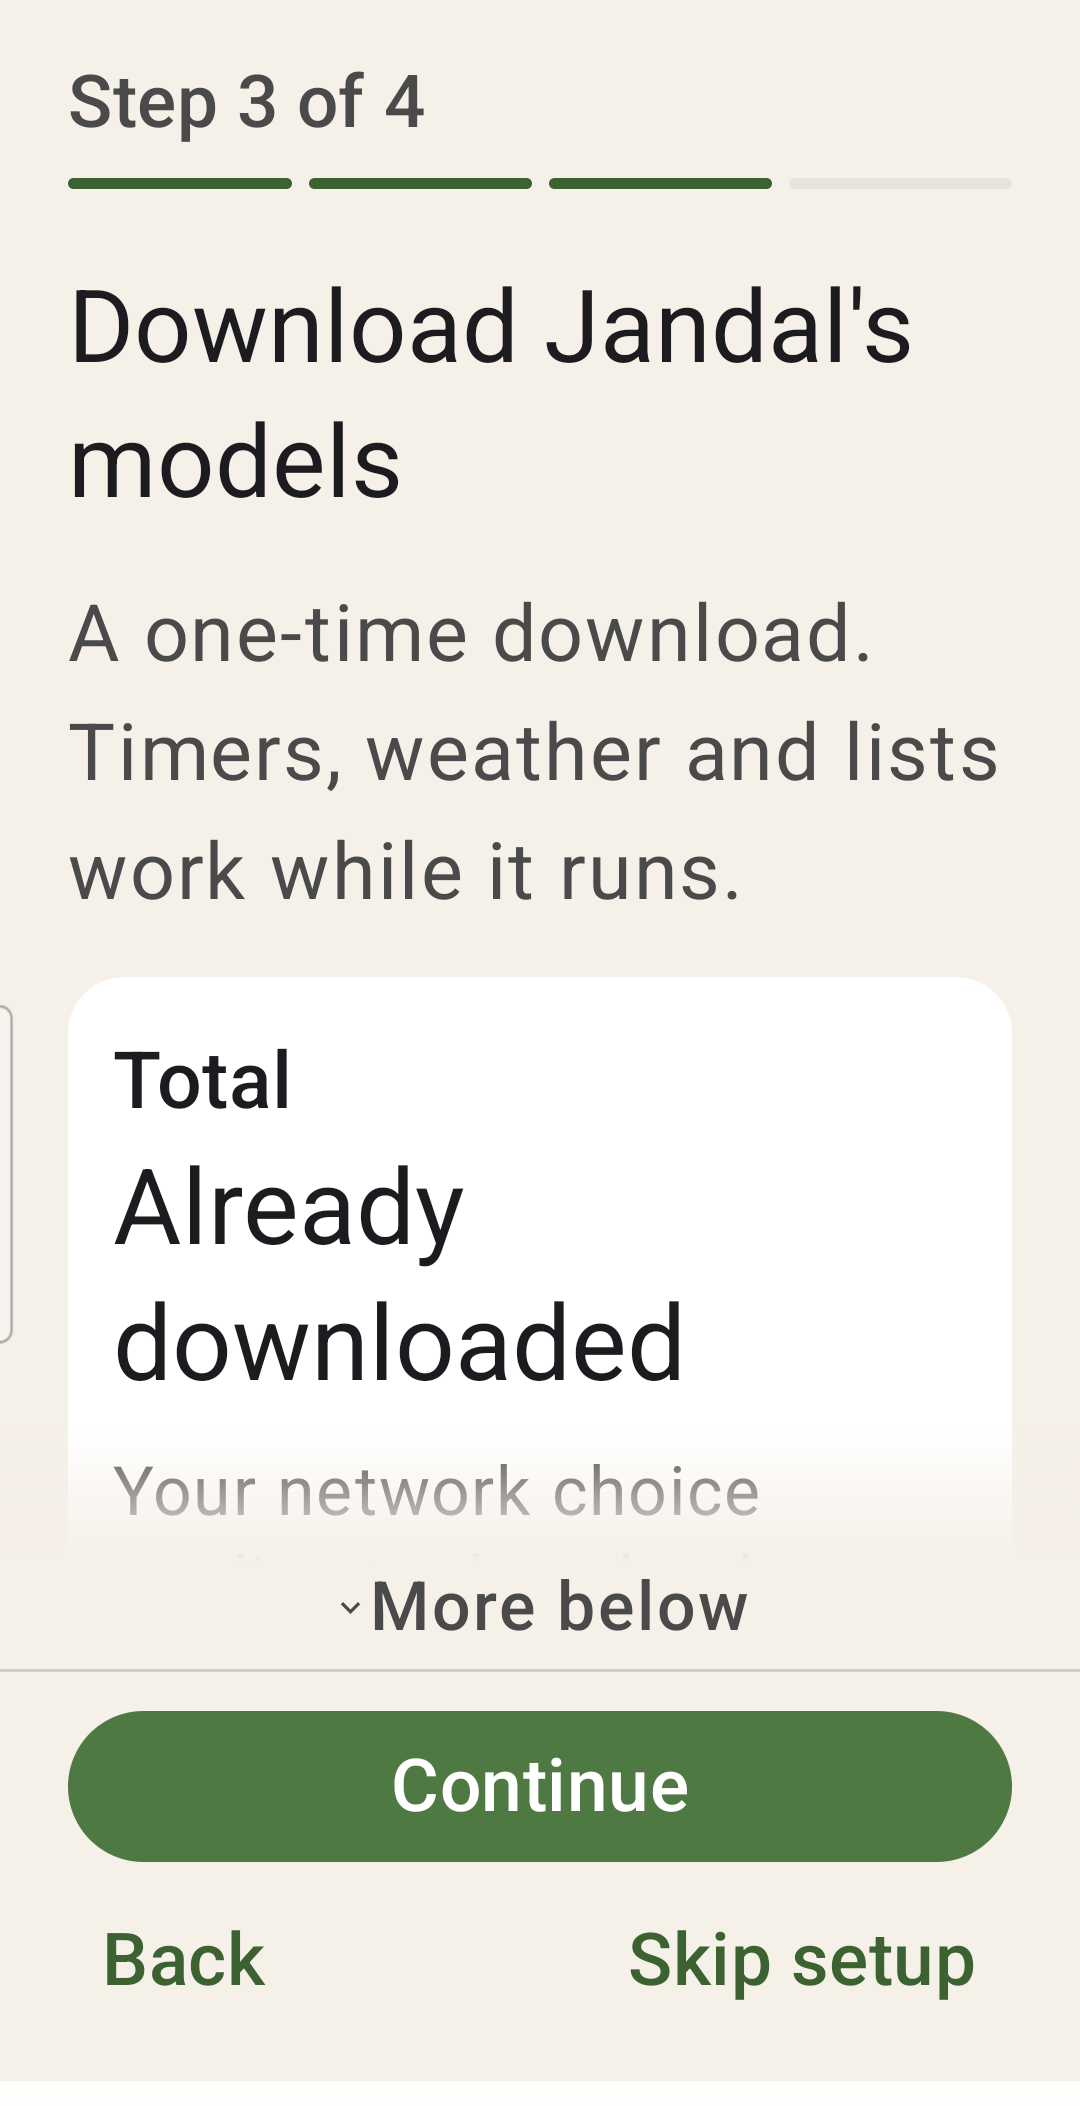 Step 3 of 4
Download Jandal's
models
A one-time download.
Timers, weather and lists
work while it runs.
Total
Already
downloaded
Your network choice
More below
Continue
Back
Skip setup